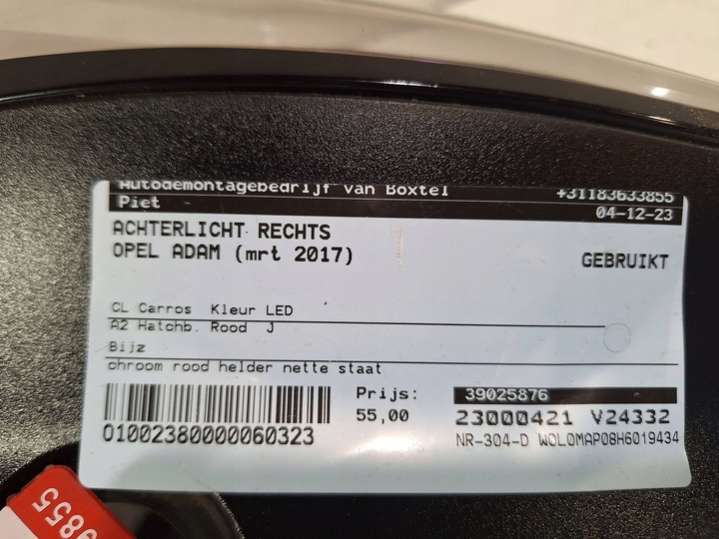 Autodemontagebedrijf van Boxtel +31183633855
Piet 04-12-23
ACHTERLICHT RECHTS
OPEL ADAM (mrt 2017) GEBRUIKT
CL Carros Kleur LED
A2 Hatchb. Rood J
Bijz
chroom rood helder nette staat
Prijs: 39025876
55,00 23000421 V24332
01002380000060323 NR-304-D W0L0MAP08H6019434
9855